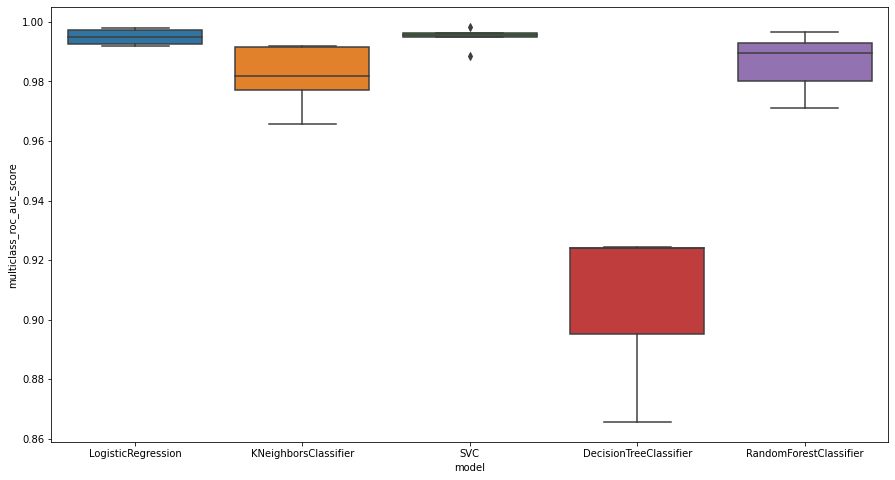 1.00
0.98
0.96
0.94
0.92
0.90
0.88
0.86
multiclass_roc_auc_score
LogisticRegression
KNeighborsClassifier
SVC
DecisionTreeClassifier
RandomForestClassifier
model